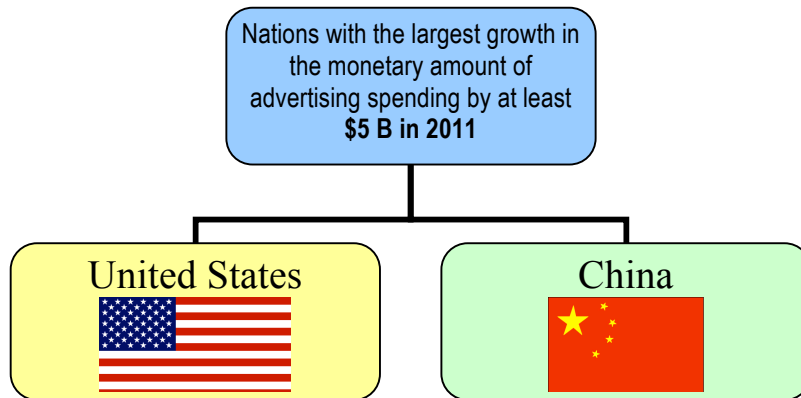 Nations with the largest growth in
the monetary amount of
advertising spending by at least
$5 B in 2011
United States
China